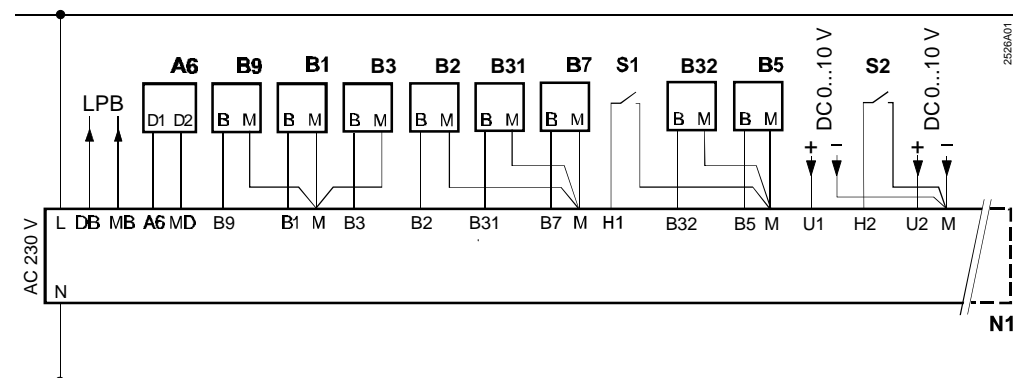 2526A01
A6 B9 B1 B3 B2 B31 B7 S1 B32 B5 S2
DC 0...10 V
DC 0...10 V
LPB
D1 D2 B M B M B M B M B M B M B M B M
+ − + −
L DB MB A6 MD B9 B1 M B3 B2 B31 B7 M H1 B32 B5 M U1 H2 U2 M
AC 230 V
N
N1